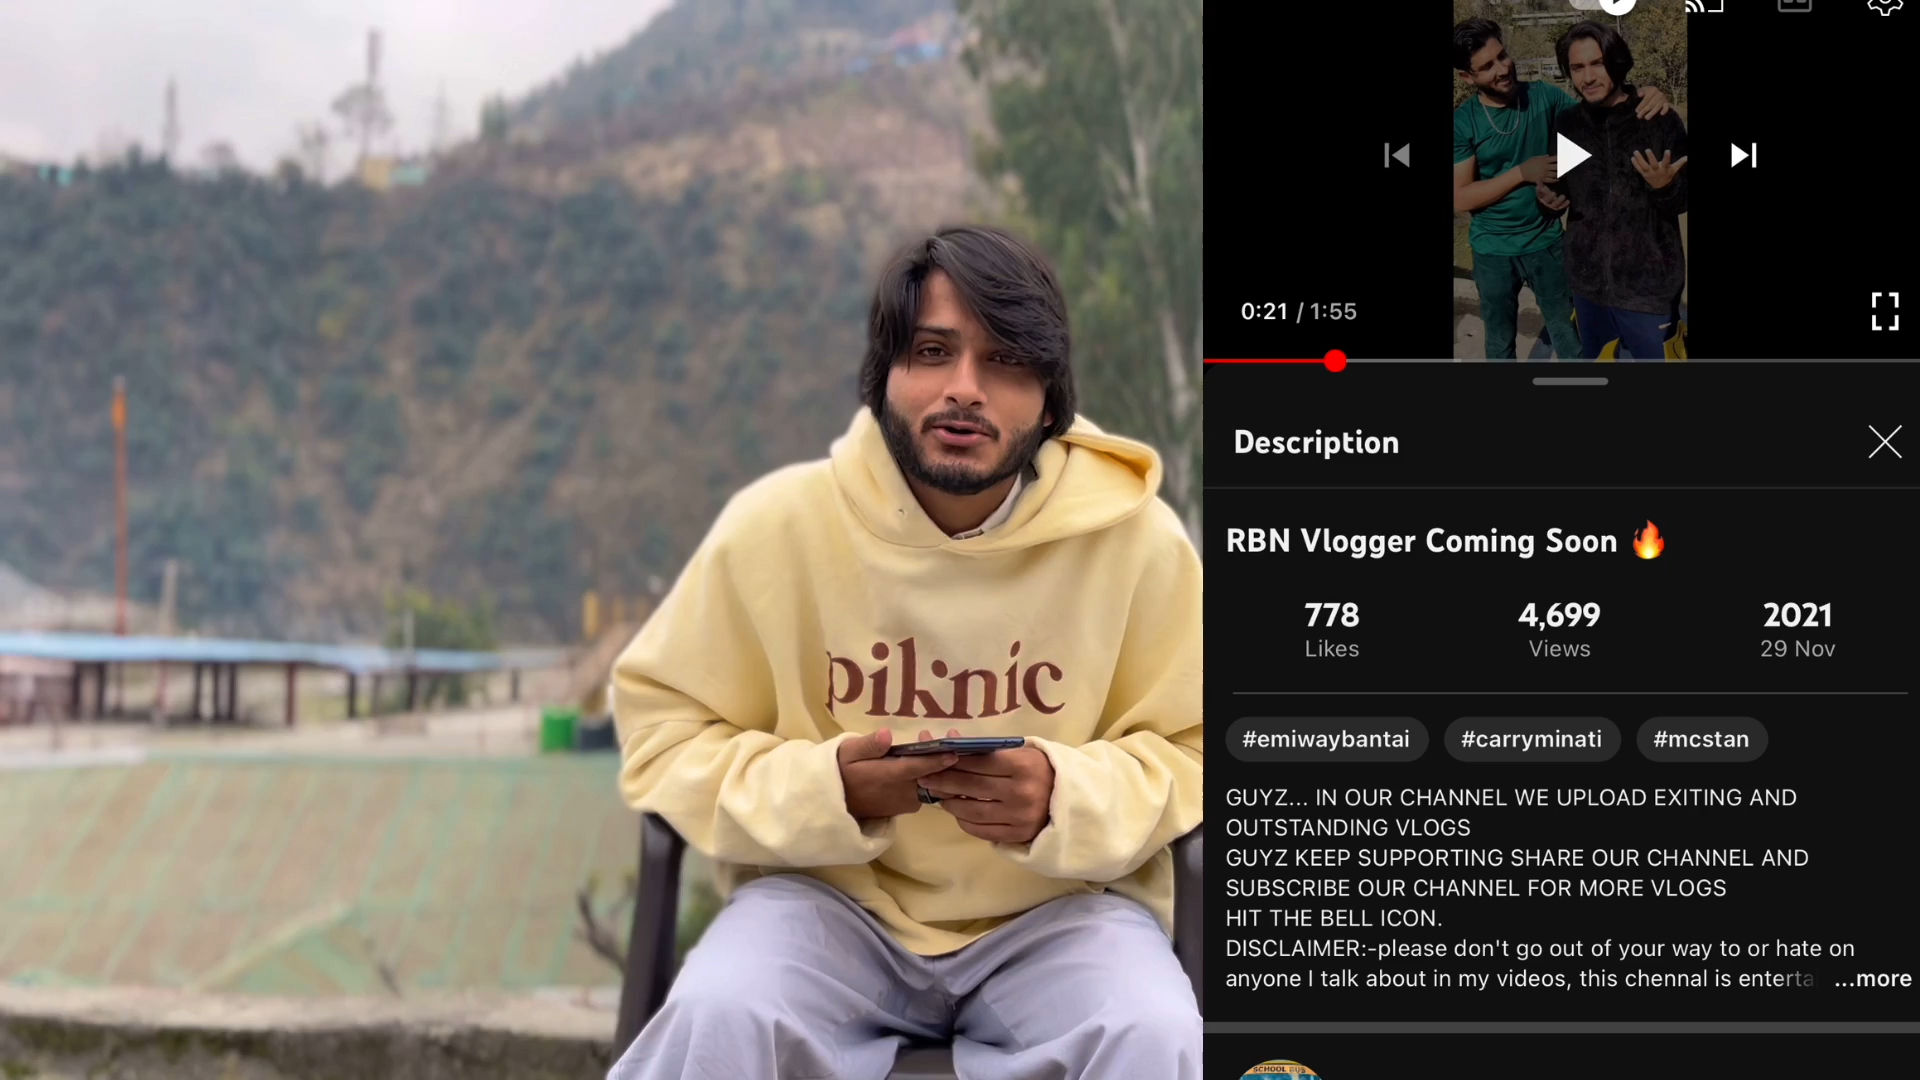 piknic
0:21 / 1:55
Description
RBN Vlogger Coming Soon 🔥
778
4,699
2021
Likes
Views
29 Nov
#emiwaybantai
#carryminati
#mcstan
GUYZ... IN OUR CHANNEL WE UPLOAD EXITING AND
OUTSTANDING VLOGS
GUYZ KEEP SUPPORTING SHARE OUR CHANNEL AND
SUBSCRIBE OUR CHANNEL FOR MORE VLOGS
HIT THE BELL ICON.
DISCLAIMER:-please don't go out of your way to or hate on
anyone I talk about in my videos, this chennal is enterta ...more
SCHOOL BUS